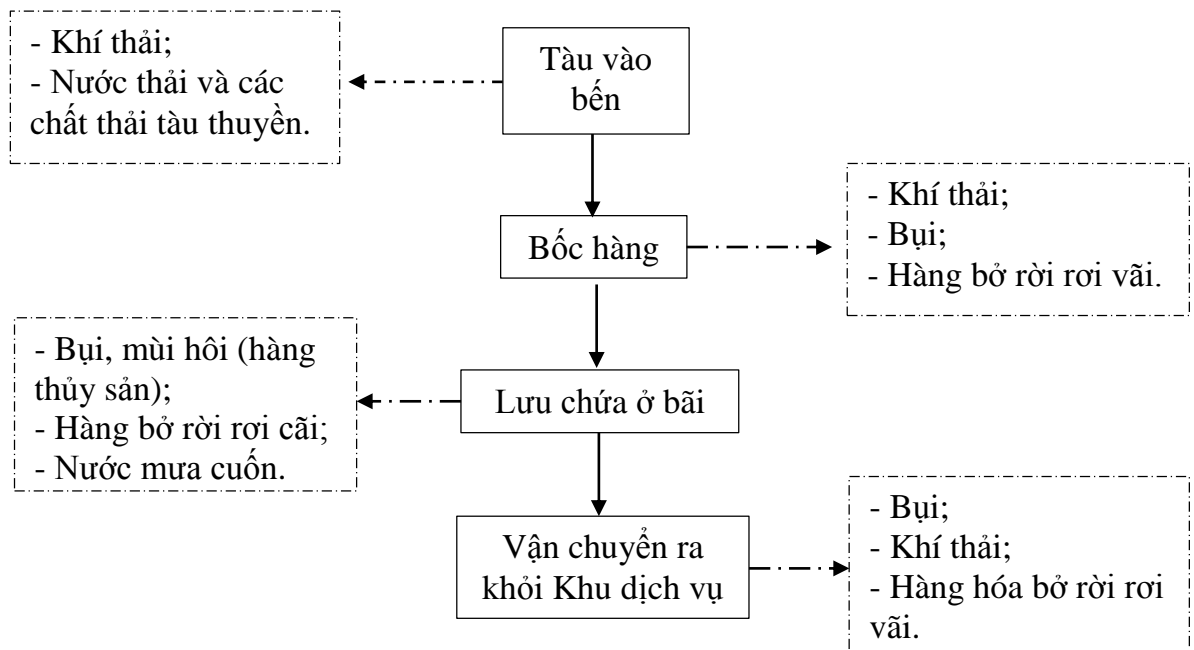 - Khí thải;
- Nước thải và các
chất thải tàu thuyền.
Tàu vào
bến
- Khí thải;
- Bụi;
- Hàng bở rời rơi vãi.
Bốc hàng
- Bụi, mùi hôi (hàng
thủy sản);
- Hàng bở rời rơi cãi;
- Nước mưa cuốn.
Lưu chứa ở bãi
Vận chuyển ra
khỏi Khu dịch vụ
- Bụi;
- Khí thải;
- Hàng hóa bở rời rơi
vãi.